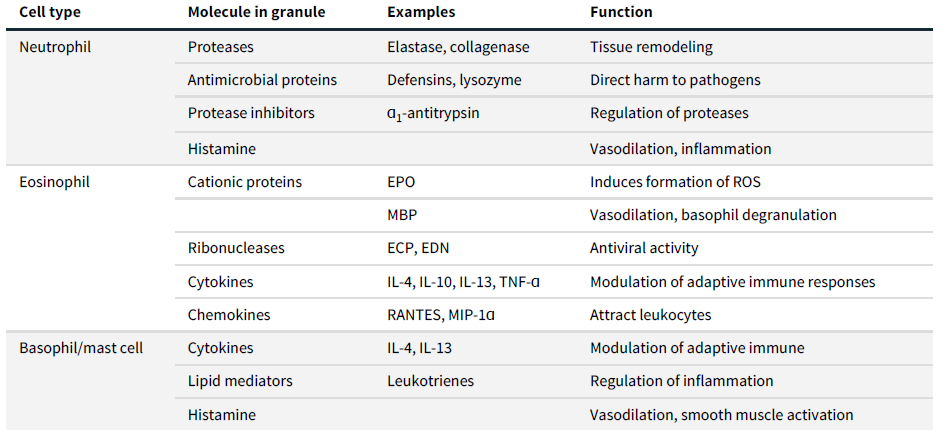 Cell type Molecule in granule Examples Function
Neutrophil Proteases Elastase, collagenase Tissue remodeling
Antimicrobial proteins Defensins, lysozyme Direct harm to pathogens
Protease inhibitors ɑ1-antitrypsin Regulation of proteases
Histamine Vasodilation, inflammation
Eosinophil Cationic proteins EPO Induces formation of ROS
MBP Vasodilation, basophil degranulation
Ribonucleases ECP, EDN Antiviral activity
Cytokines IL-4, IL-10, IL-13, TNF-ɑ Modulation of adaptive immune responses
Chemokines RANTES, MIP-1ɑ Attract leukocytes
Basophil/mast cell Cytokines IL-4, IL-13 Modulation of adaptive immune
Lipid mediators Leukotrienes Regulation of inflammation
Histamine Vasodilation, smooth muscle activation